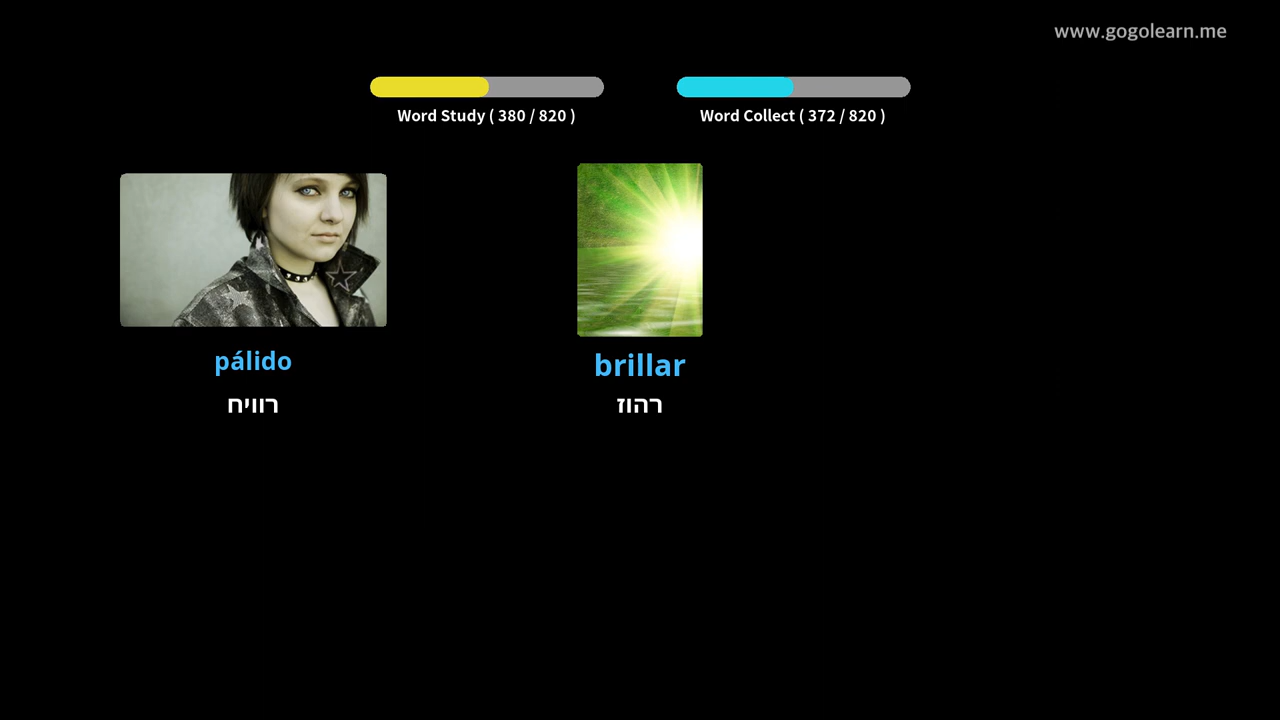 www.gogolearn.me
Word Study ( 380 / 820 )
Word Collect ( 372 / 820 )
pálido
רוויח
brillar
רהוז